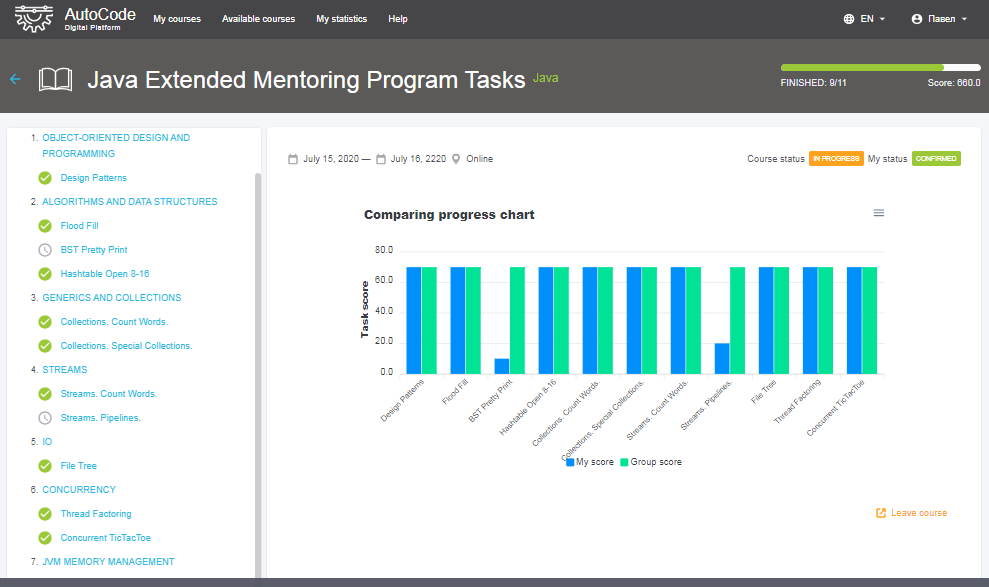 AutoCode
Digital Platform
My courses
Available courses
My statistics
Help
EN
Павел
Java Extended Mentoring Program Tasks Java
FINISHED: 9/11
Score: 660.0
1. OBJECT-ORIENTED DESIGN AND
PROGRAMMING
Design Patterns
2. ALGORITHMS AND DATA STRUCTURES
Flood Fill
BST Pretty Print
Hashtable Open 8-16
3. GENERICS AND COLLECTIONS
Collections. Count Words.
Collections. Special Collections.
4. STREAMS
Streams. Count Words.
Streams. Pipelines.
5. IO
File Tree
6. CONCURRENCY
Thread Factoring
Concurrent TicTacToe
7. JVM MEMORY MANAGEMENT
July 15, 2020 — July 16, 2220 Online
Course status IN PROGRESS My status CONFIRMED
Comparing progress chart
Task score
80.0
60.0
40.0
20.0
0.0
Design Patterns
Flood Fill
BST Pretty Print
Hashtable Open 8-16
Collections. Count Words.
Collections. Special Collections.
Streams. Count Words.
Streams. Pipelines.
File Tree
Thread Factoring
Concurrent TicTacToe
My score Group score
Leave course